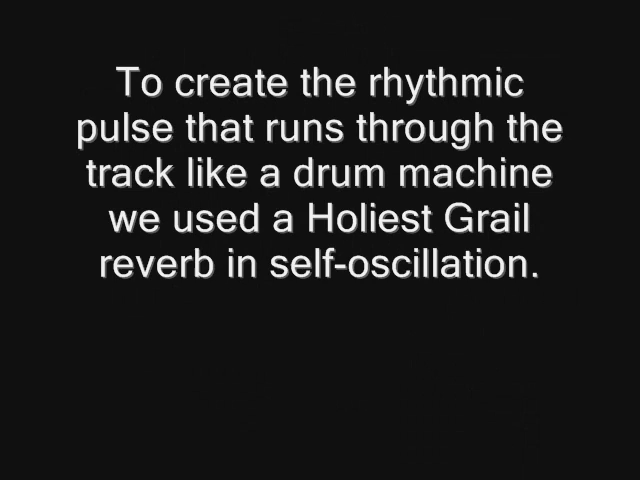 To create the rhythmic
pulse that runs through the
track like a drum machine
we used a Holiest Grail
reverb in self-oscillation.